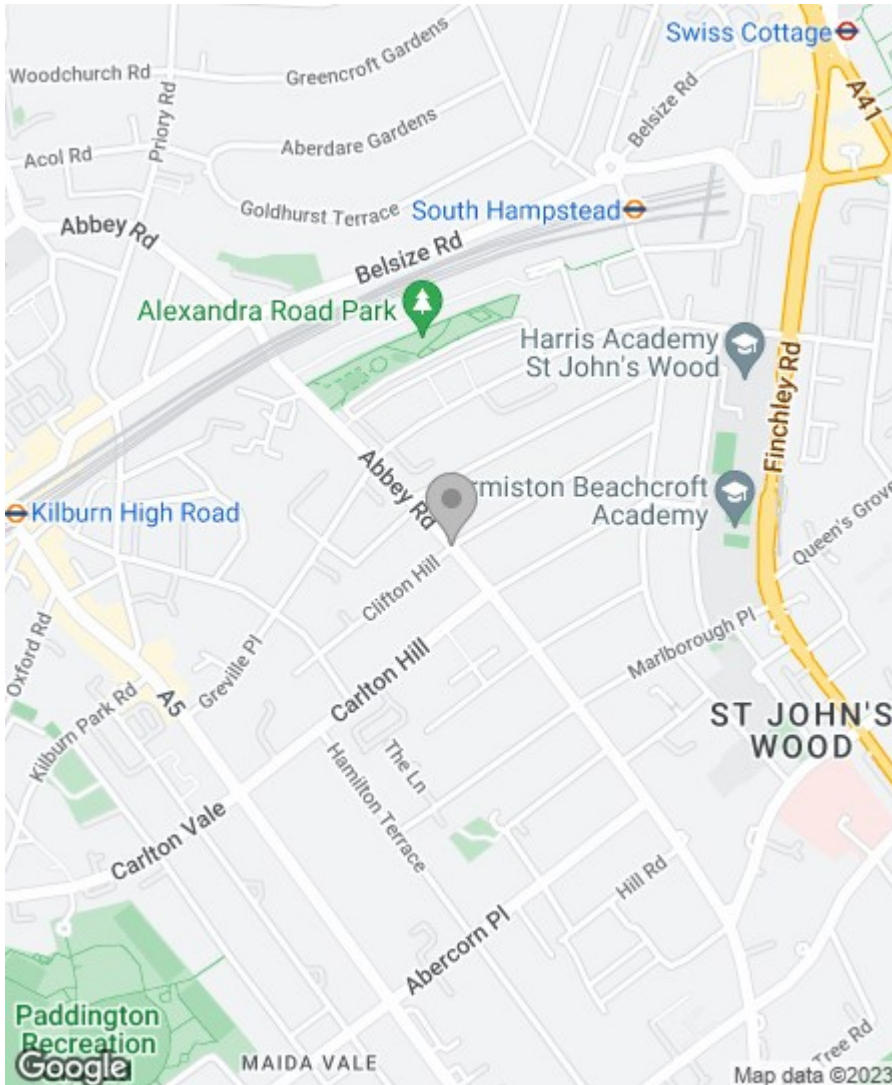 Swiss Cottage
Woodchurch Rd
Greencroft Gardens
Priory Rd
Belsize Rd
A41
Acol Rd
Aberdare Gardens
Goldhurst Terrace
South Hampstead
Abbey Rd
Belsize Rd
Alexandra Road Park
Harris Academy
St John's Wood
Finchley Rd
Abbey Rd
rmiston Beachcroft
Academy
Kilburn High Road
Queen's Grove
Clifton Hill
Oxford Rd
Greville Pl
Marlborough Pl
Kilburn Park Rd
A5
Carlton Hill
ST JOHN'S
WOOD
The Ln
Hamilton Terrace
Carlton Vale
Hill Rd
Abercorn Pl
Paddington
Recreation
Google
MAIDA VALE
Tree Rd
Map data ©2023